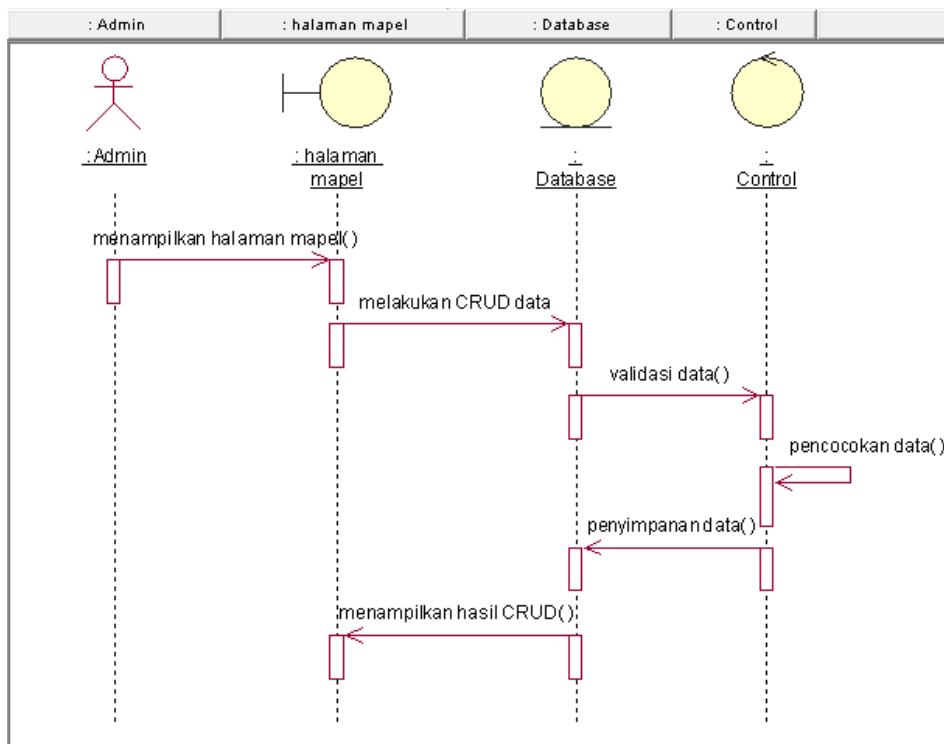 : Admin
: halaman mapel
: Database
: Control
: Admin
: halaman
mapel
:
Database
:
Control
menampilkan halaman mapel( )
melakukan CRUD data
validasi data( )
pencocokan data( )
penyimpanan data( )
menampilkan hasil CRUD( )